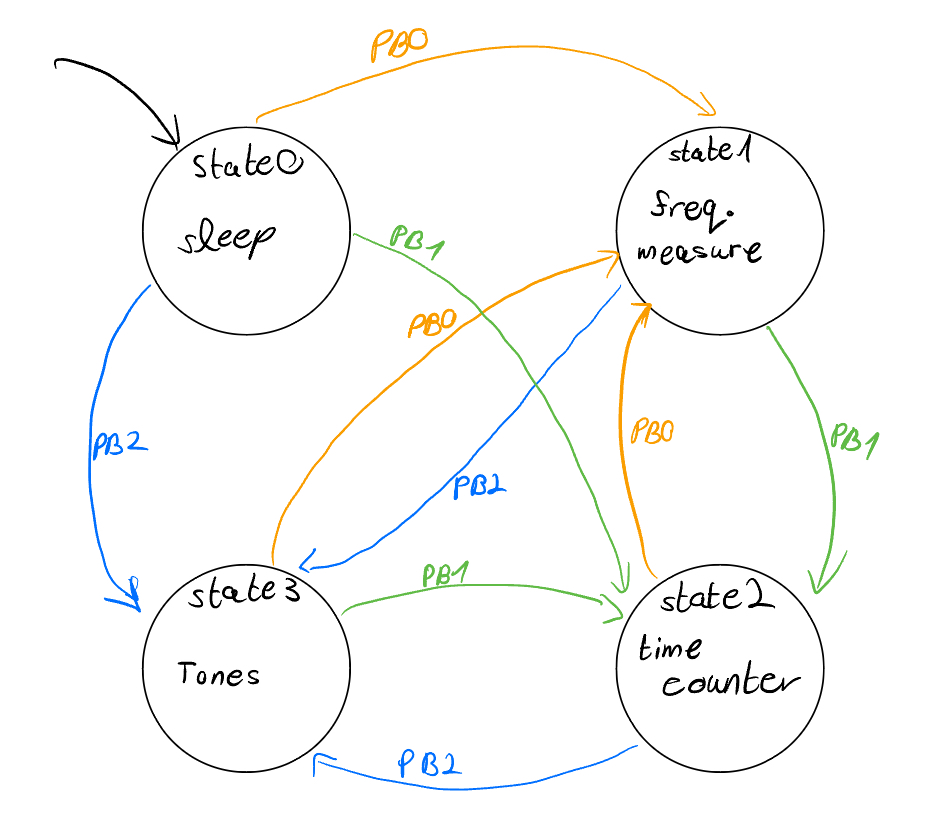 PB0
state0
sleep
state1
freq.
measure
PB1
PB0
PB2
PB2
PB0
PB1
state3
Tones
PB1
state2
time
counter
PB2